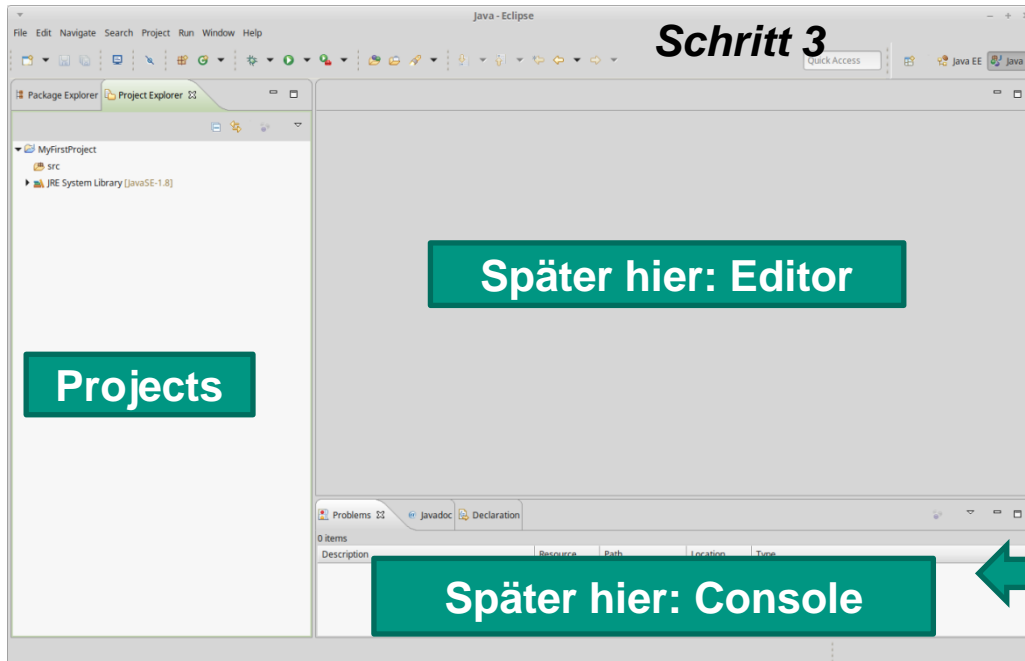 Java - Eclipse
File Edit Navigate Search Project Run Window Help
Schritt 3
Quick Access
Java EE
Java
Package Explorer
Project Explorer
MyFirstProject
src
JRE System Library [JavaSE-1.8]
Später hier: Editor
Projects
Problems
Javadoc
Declaration
0 items
Description Resource Path Location Type
Später hier: Console